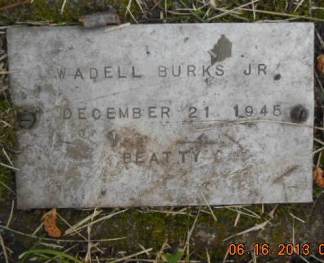 WADELL BURKS JR
DECEMBER 21 1945
BEATTY
06.16.2013